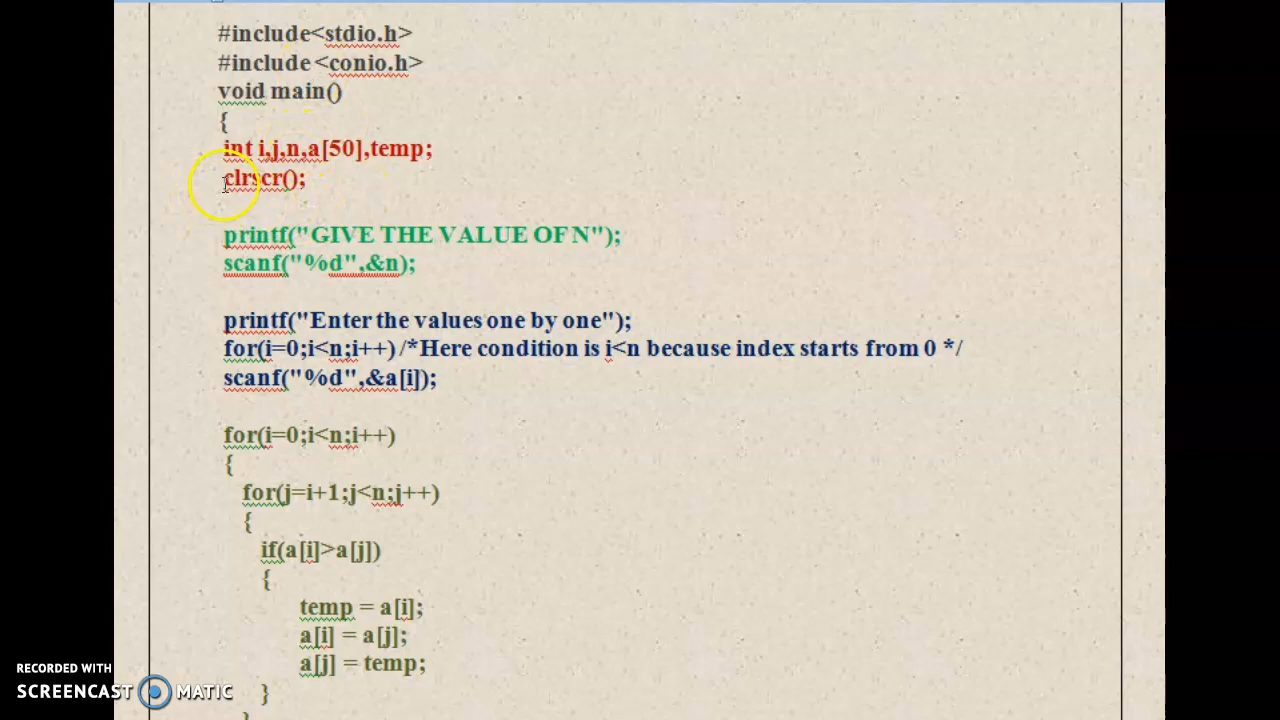 #include<stdio.h>
#include <conio.h>
void main()
{
int i,j,n,a[50],temp;
clrscr();
printf("GIVE THE VALUE OF N");
scanf("%d",&n);
printf("Enter the values one by one");
for(i=0;i<n;i++) /*Here condition is i<n because index starts from 0 */
scanf("%d",&a[i]);
for(i=0;i<n;i++)
{
for(j=i+1;j<n;j++)
{
if(a[i]>a[j])
{
temp = a[i];
a[i] = a[j];
a[j] = temp;
}
}
RECORDED WITH
SCREENCAST MATIC